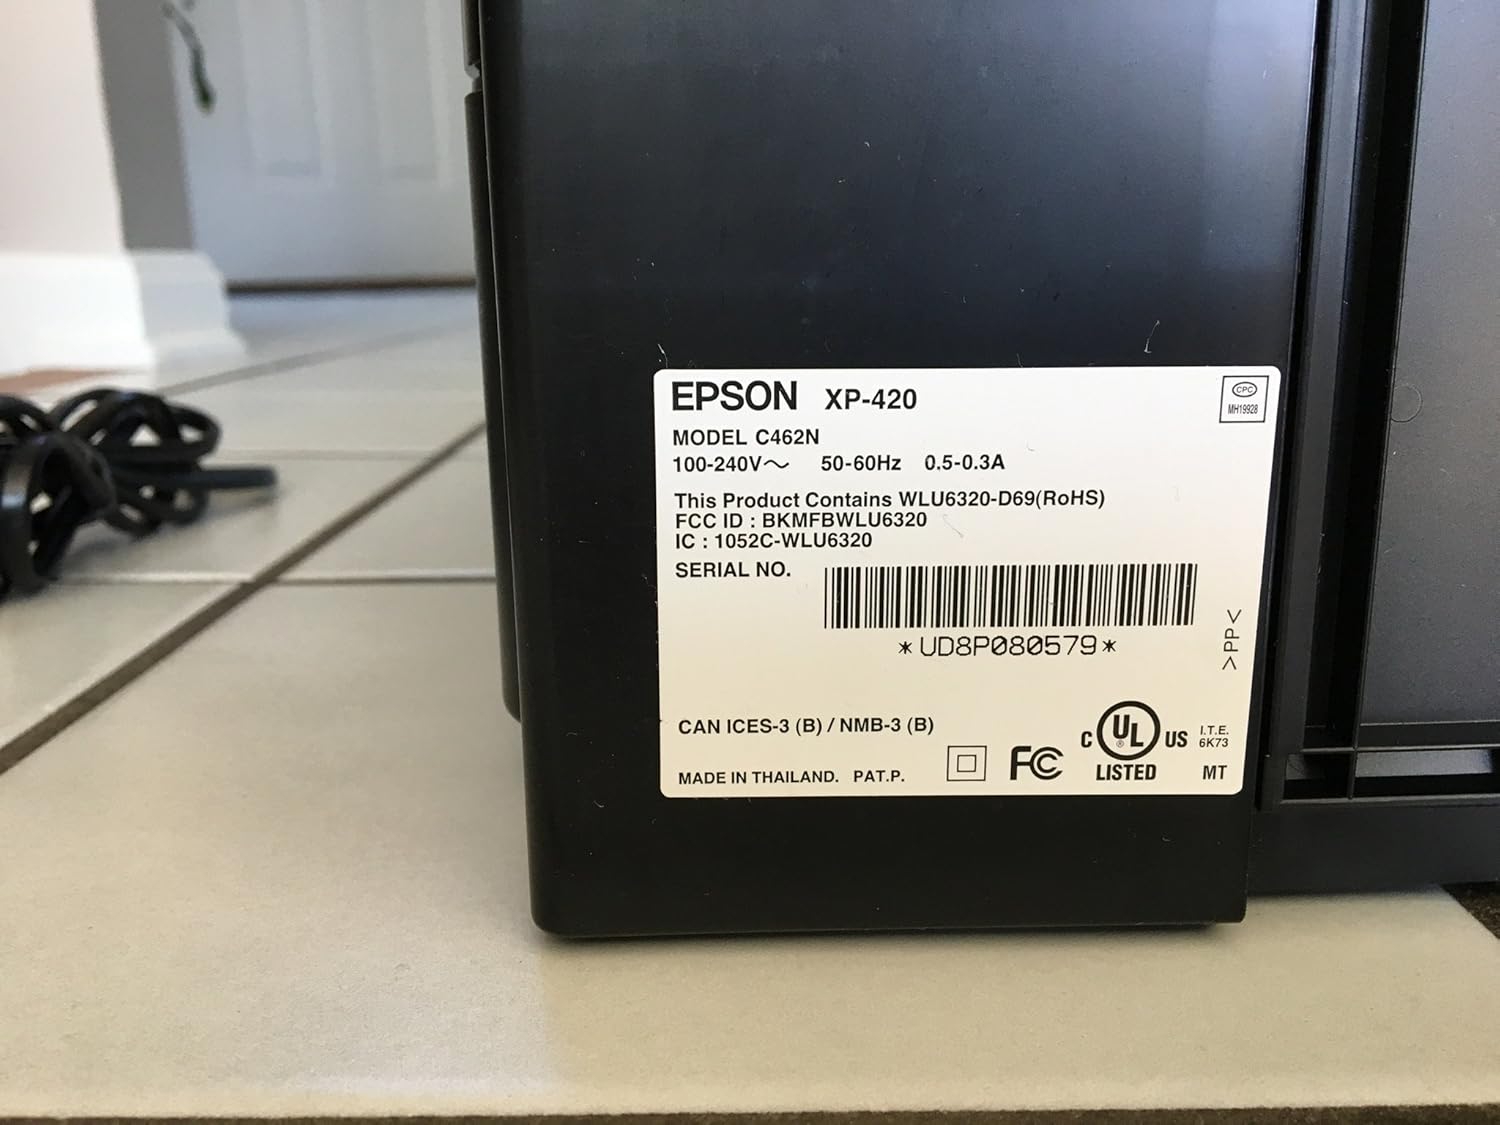 EPSON XP-420
CPC
MH19928
MODEL C462N
100-240V～ 50-60Hz 0.5-0.3A
This Product Contains WLU6320-D69(RoHS)
FCC ID : BKMFBWLU6320
IC : 1052C-WLU6320
SERIAL NO.
*UD8P080579*
>PP<
CAN ICES-3 (B) / NMB-3 (B)
FC
C UL® US
LISTED
I.T.E.
6K73
MADE IN THAILAND. PAT.P.
MT